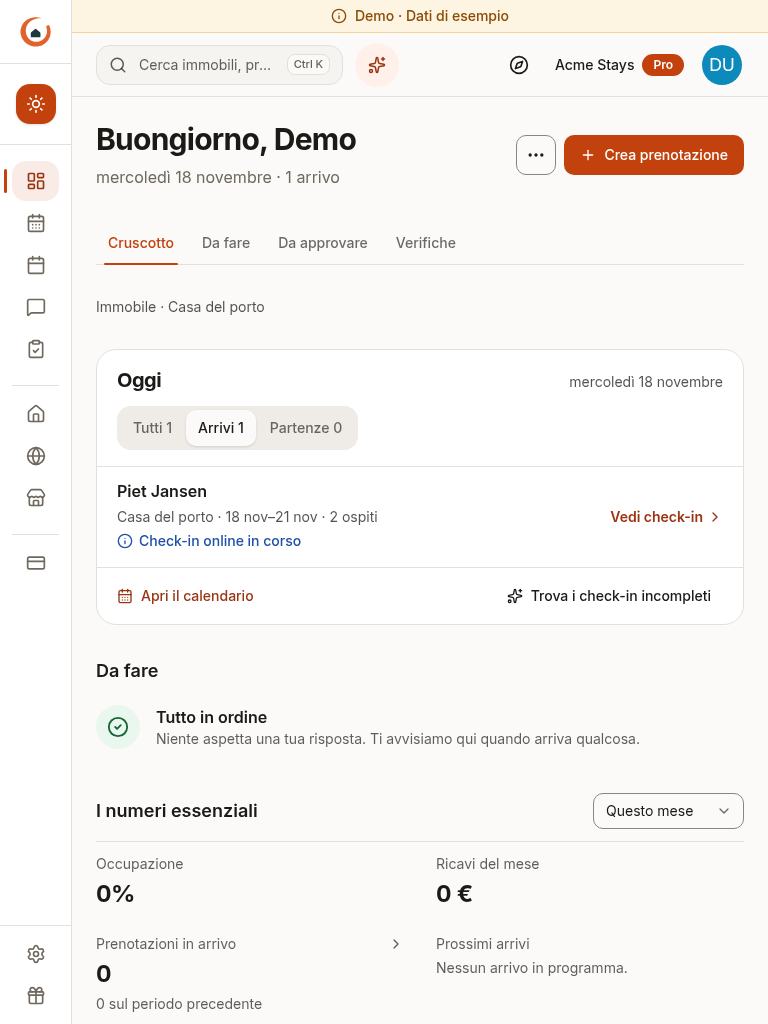 Demo · Dati di esempio
Cerca immobili, pr... Ctrl K
Acme Stays Pro DU
Buongiorno, Demo
mercoledì 18 novembre · 1 arrivo
Crea prenotazione
Cruscotto Da fare Da approvare Verifiche
Immobile · Casa del porto
Oggi mercoledì 18 novembre
Tutti 1 Arrivi 1 Partenze 0
Piet Jansen
Casa del porto · 18 nov–21 nov · 2 ospiti Vedi check-in
Check-in online in corso
Apri il calendario Trova i check-in incompleti
Da fare
Tutto in ordine
Niente aspetta una tua risposta. Ti avvisiamo qui quando arriva qualcosa.
I numeri essenziali Questo mese
Occupazione Ricavi del mese
0% 0 €
Prenotazioni in arrivo Prossimi arrivi
0 Nessun arrivo in programma.
0 sul periodo precedente